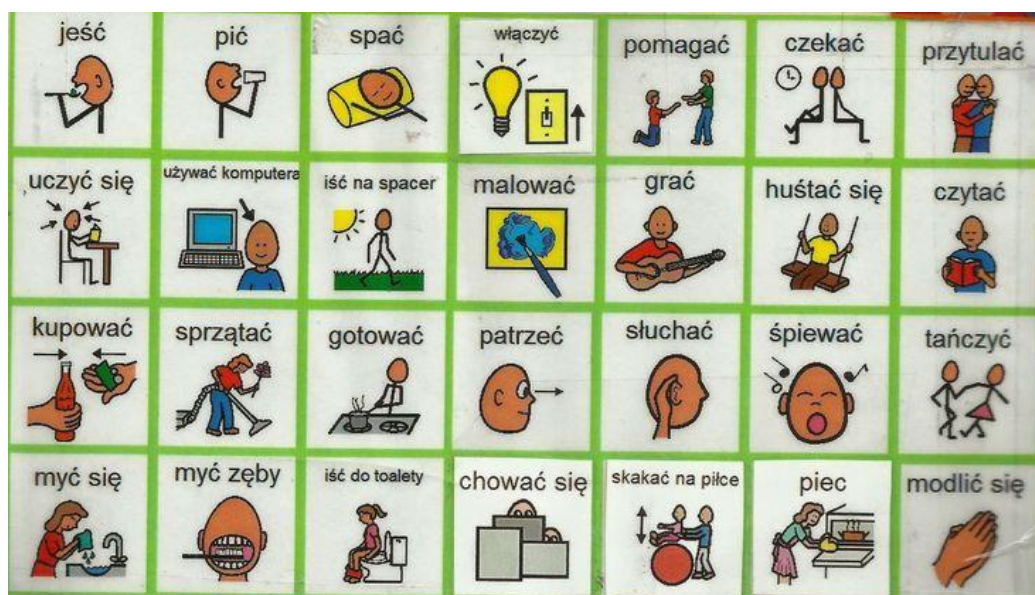 jeść
pić
spać
włączyć
pomagać
czekać
przytulać
uczyć się
używać komputera
iść na spacer
malować
grać
huśtać się
czytać
kupować
sprzątać
gotować
patrzeć
słuchać
śpiewać
tańczyć
myć się
myć zęby
iść do toalety
chować się
skakać na piłce
piec
modlić się